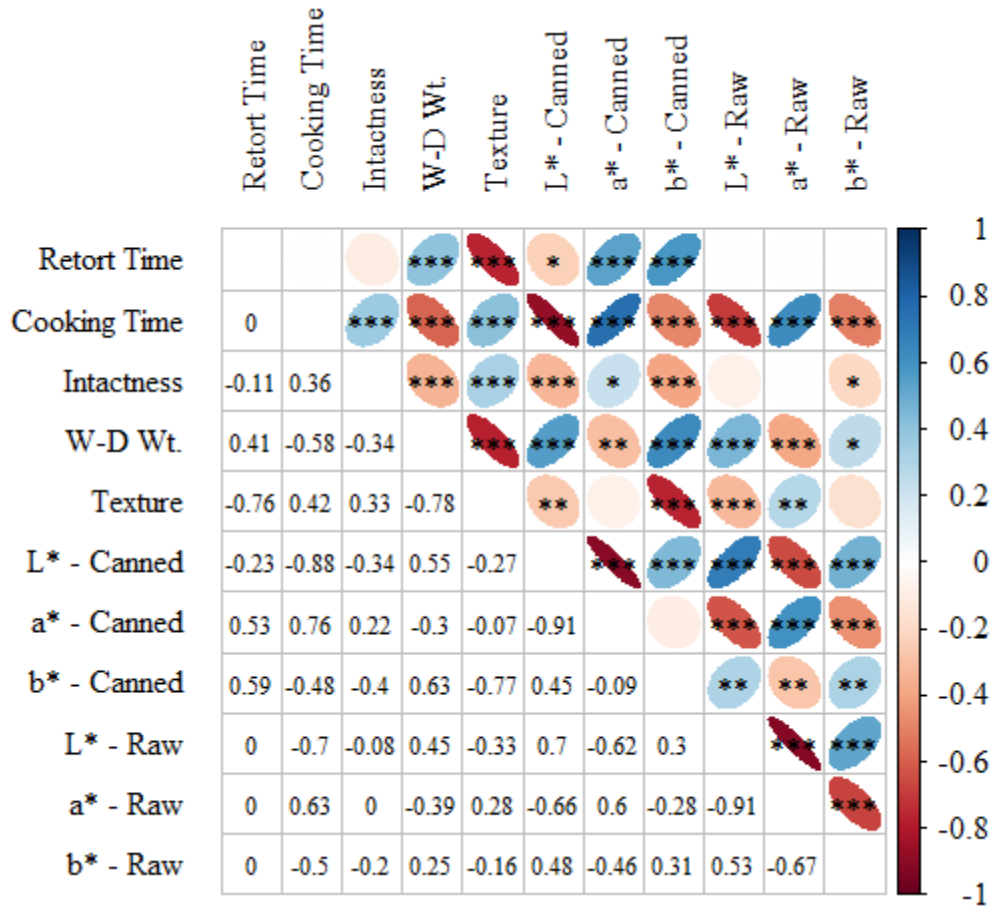 Retort Time
Cooking Time
Intactness
W-D Wt.
Texture
L* - Canned
a* - Canned
b* - Canned
L* - Raw
a* - Raw
b* - Raw
Retort Time *** *** * *** *** 1
0.8
Cooking Time 0 *** *** *** *** *** *** *** *** ***
0.6
Intactness -0.11 0.36 *** *** *** * *** *
0.4
W-D Wt. 0.41 -0.58 -0.34 *** *** ** *** *** *** *
0.2
Texture -0.76 0.42 0.33 -0.78 ** *** *** **
L* - Canned -0.23 -0.88 -0.34 0.55 -0.27 *** *** *** *** *** 0
a* - Canned 0.53 0.76 0.22 -0.3 -0.07 -0.91 *** *** *** -0.2
b* - Canned 0.59 -0.48 -0.4 0.63 -0.77 0.45 -0.09 ** ** ** -0.4
L* - Raw 0 -0.7 -0.08 0.45 -0.33 0.7 -0.62 0.3 *** *** -0.6
a* - Raw 0 0.63 0 -0.39 0.28 -0.66 0.6 -0.28 -0.91 *** -0.8
b* - Raw 0 -0.5 -0.2 0.25 -0.16 0.48 -0.46 0.31 0.53 -0.67 -1